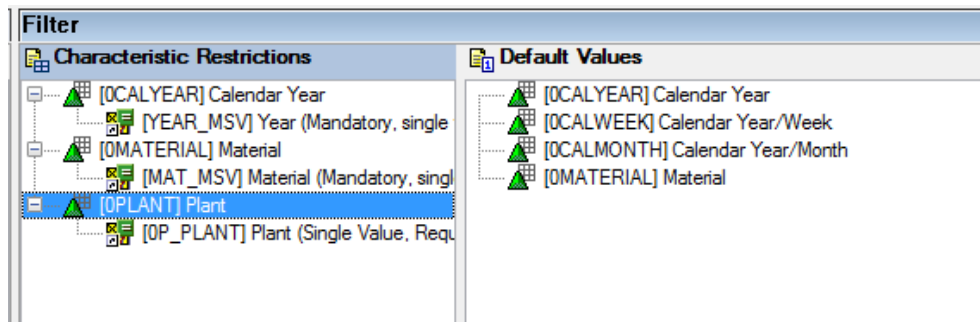 Filter
Characteristic Restrictions
[0CALYEAR] Calendar Year
[YEAR_MSV] Year (Mandatory, single
[0MATERIAL] Material
[MAT_MSV] Material (Mandatory, singl
[0PLANT] Plant
[0P_PLANT] Plant (Single Value, Requ
Default Values
[0CALYEAR] Calendar Year
[0CALWEEK] Calendar Year/Week
[0CALMONTH] Calendar Year/Month
[0MATERIAL] Material